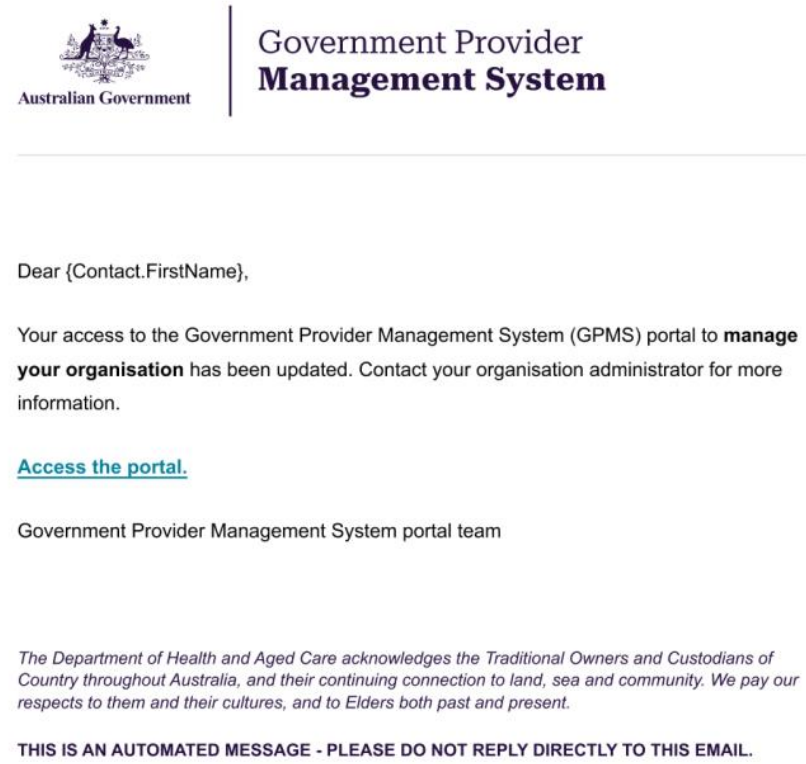 Australian Government
Government Provider
Management System
Dear {Contact.FirstName},
Your access to the Government Provider Management System (GPMS) portal to manage
your organisation has been updated. Contact your organisation administrator for more
information.
Access the portal.
Government Provider Management System portal team
The Department of Health and Aged Care acknowledges the Traditional Owners and Custodians of
Country throughout Australia, and their continuing connection to land, sea and community. We pay our
respects to them and their cultures, and to Elders both past and present.
THIS IS AN AUTOMATED MESSAGE - PLEASE DO NOT REPLY DIRECTLY TO THIS EMAIL.